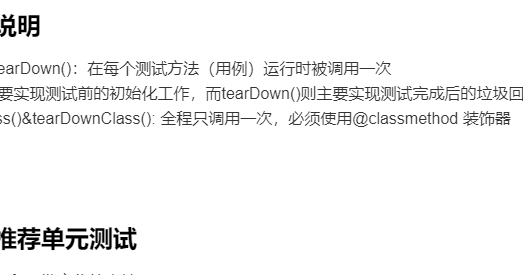 说明
earDown()：在每个测试方法（用例）运行时被调用一次
要实现测试前的初始化工作，而tearDown()则主要实现测试完成后的垃圾回
ss()&tearDownClass(): 全程只调用一次，必须使用@classmethod 装饰器
推荐单元测试